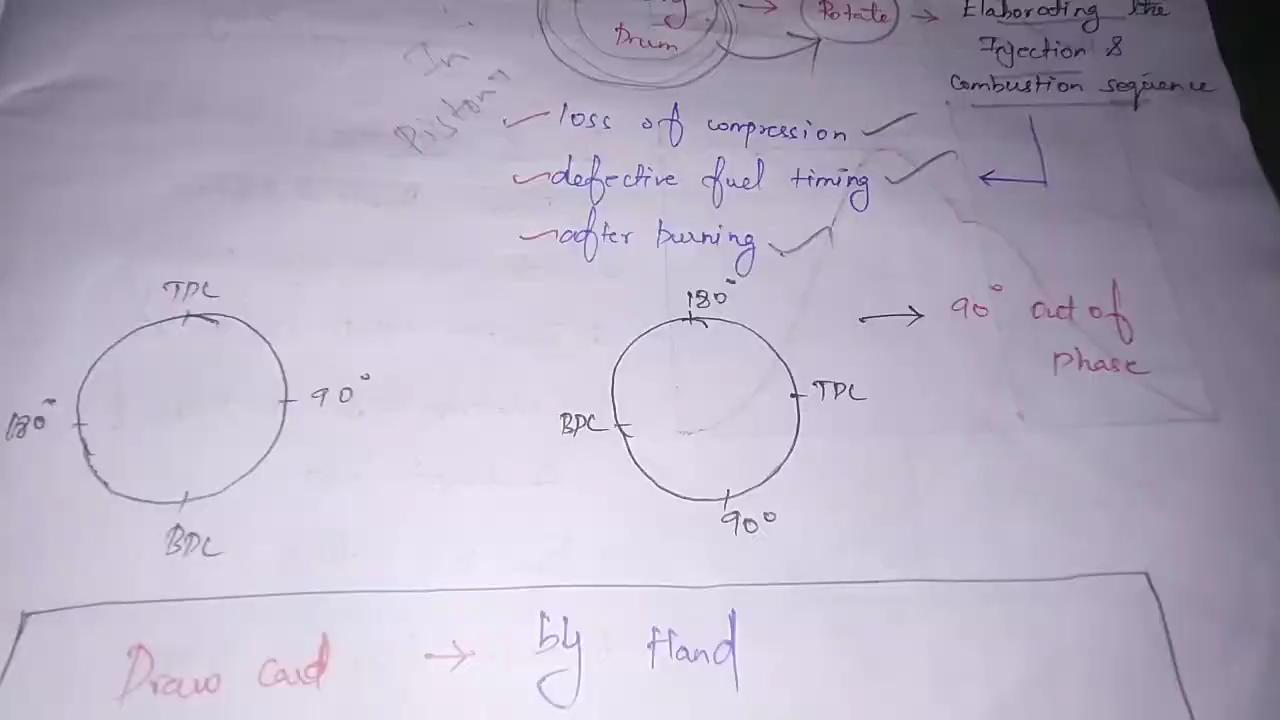 Rotate → Elaborating the
Drum
Injection &
Combustion sequence
In
Piston
loss of compression
defective fuel timing
after burning
TDC
180°
90°
BDC
180°
TDC
BDC
90°
→ 90° out of
phase
Draw card → by Hand